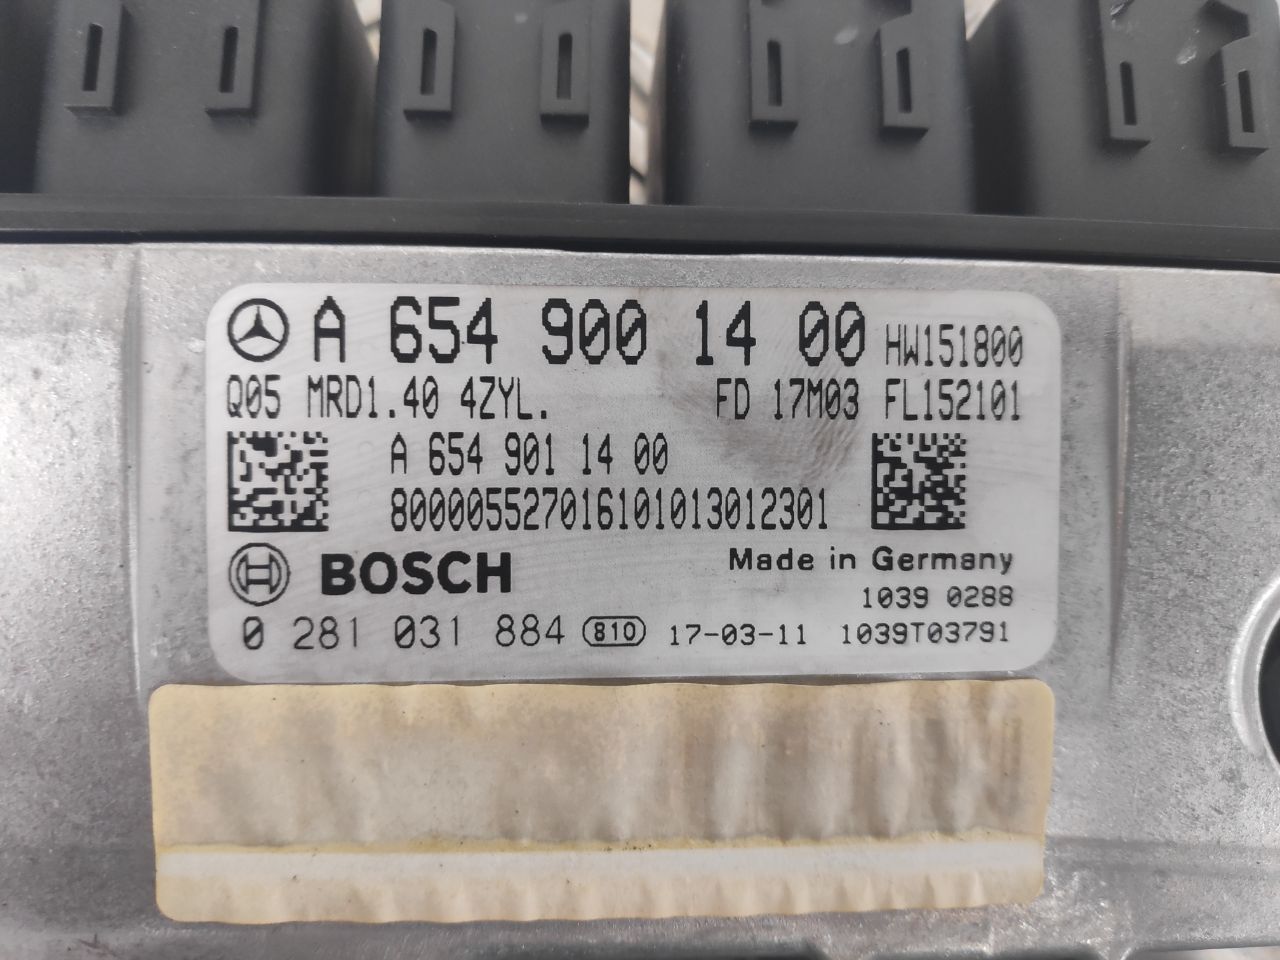 A 654 900 14 00 HW151800
Q05 MRD1.40 4ZYL. FD 17M03 FL152101
A 654 901 14 00
800005527016101013012301
BOSCH Made in Germany
1039 0288
0 281 031 884 810 17-03-11 1039T03791